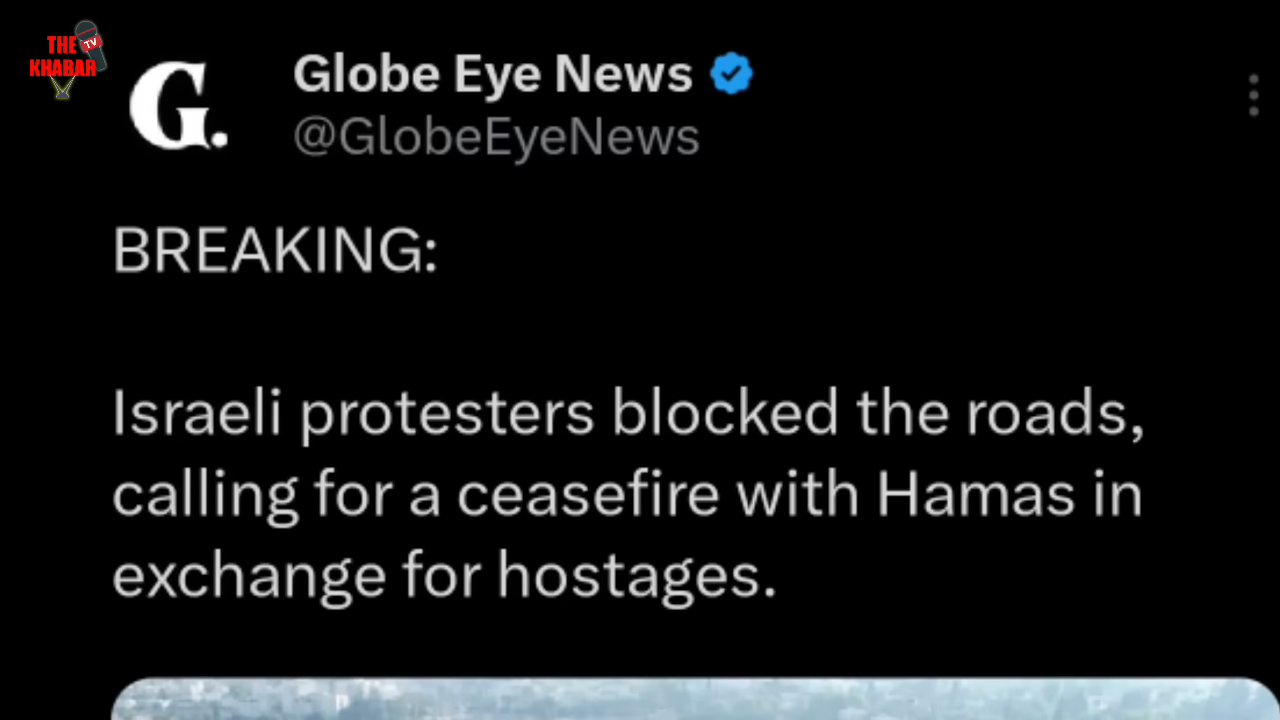 THE
TV
KHABAR
G.
Globe Eye News
@GlobeEyeNews
BREAKING:
Israeli protesters blocked the roads,
calling for a ceasefire with Hamas in
exchange for hostages.